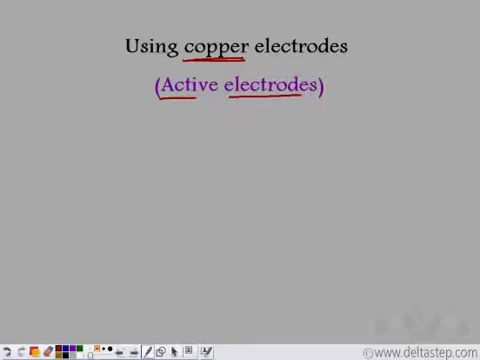 Using copper electrodes
(Active electrodes)
©www.deltastep.com